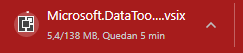 Microsoft.DataToo....vsix
5,4/138 MB, Quedan 5 min